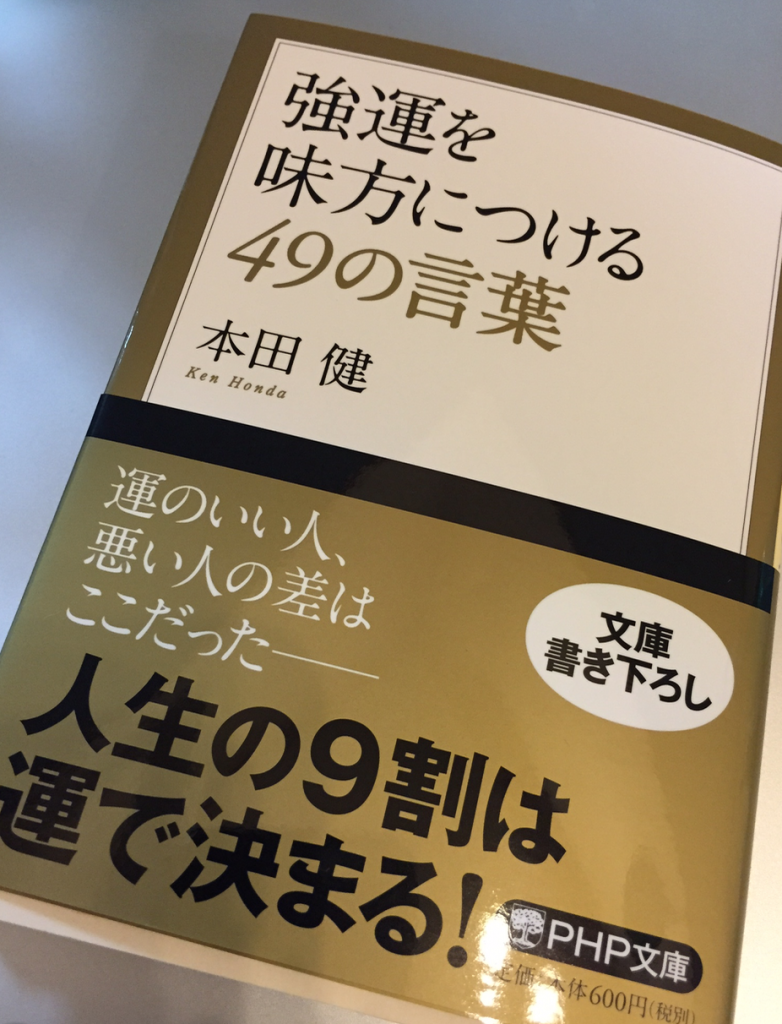 強運を
味方につける
49の言葉
本田 健
Ken Honda
運のいい人、
悪い人の差は
ここだった――
文庫
書き下ろし
人生の9割は
運で決まる!
PHP文庫
定価:本体600円(税別)